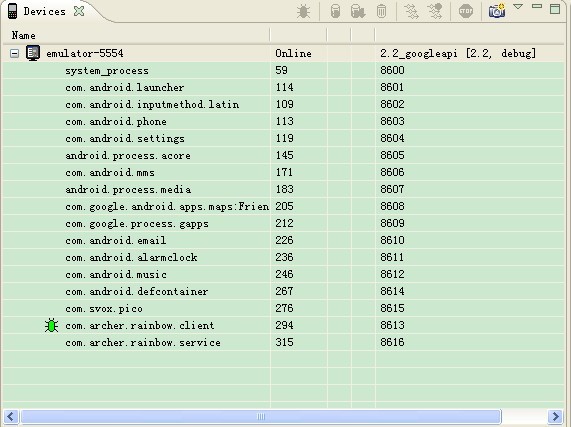 Devices
STOP
Name
emulator-5554 Online 2.2_googleapi [2.2, debug]
system_process 59 8600
com.android.launcher 114 8601
com.android.inputmethod.latin 109 8602
com.android.phone 113 8603
com.android.settings 119 8604
android.process.acore 145 8605
com.android.mms 171 8606
android.process.media 183 8607
com.google.android.apps.maps:Frien 205 8608
com.google.process.gapps 212 8609
com.android.email 226 8610
com.android.alarmclock 236 8611
com.android.music 246 8612
com.android.defcontainer 267 8614
com.svox.pico 276 8615
com.archer.rainbow.client 294 8613
com.archer.rainbow.service 315 8616